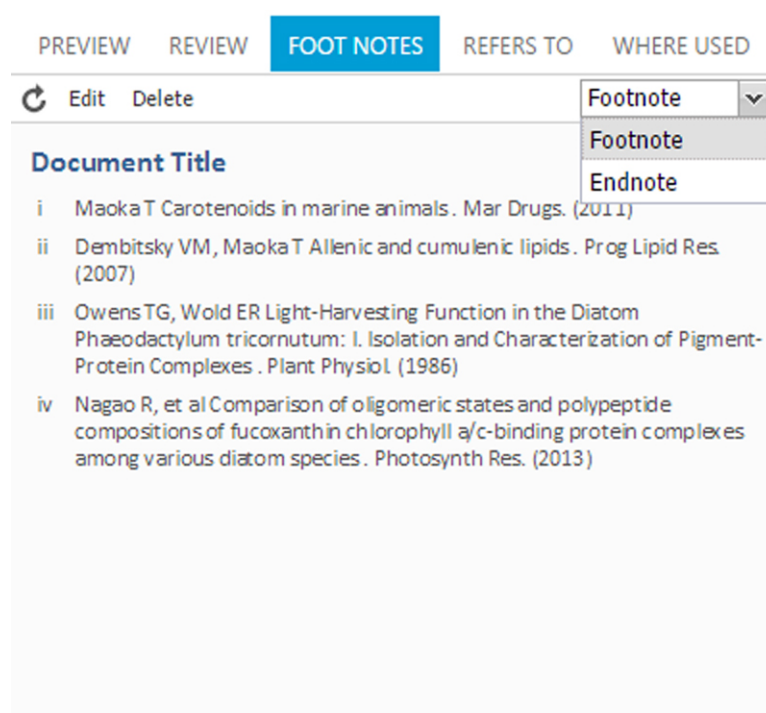 PREVIEW REVIEW FOOT NOTES REFERS TO WHERE USED
Edit Delete Footnote
Footnote
Endnote
Document Title
i Maoka T Carotenoids in marine animals. Mar Drugs. (2011)
ii Dembitsky VM, Maoka T Allenic and cumulenic lipids. Prog Lipid Res.
(2007)
iii Owens TG, Wold ER Light-Harvesting Function in the Diatom
Phaeodactylum tricornutum: I. Isolation and Characterization of Pigment-
Protein Complexes. Plant Physiol. (1986)
iv Nagao R, et al Comparison of oligomeric states and polypeptide
compositions of fucoxanthin chlorophyll a/c-binding protein complexes
among various diatom species. Photosynth Res. (2013)